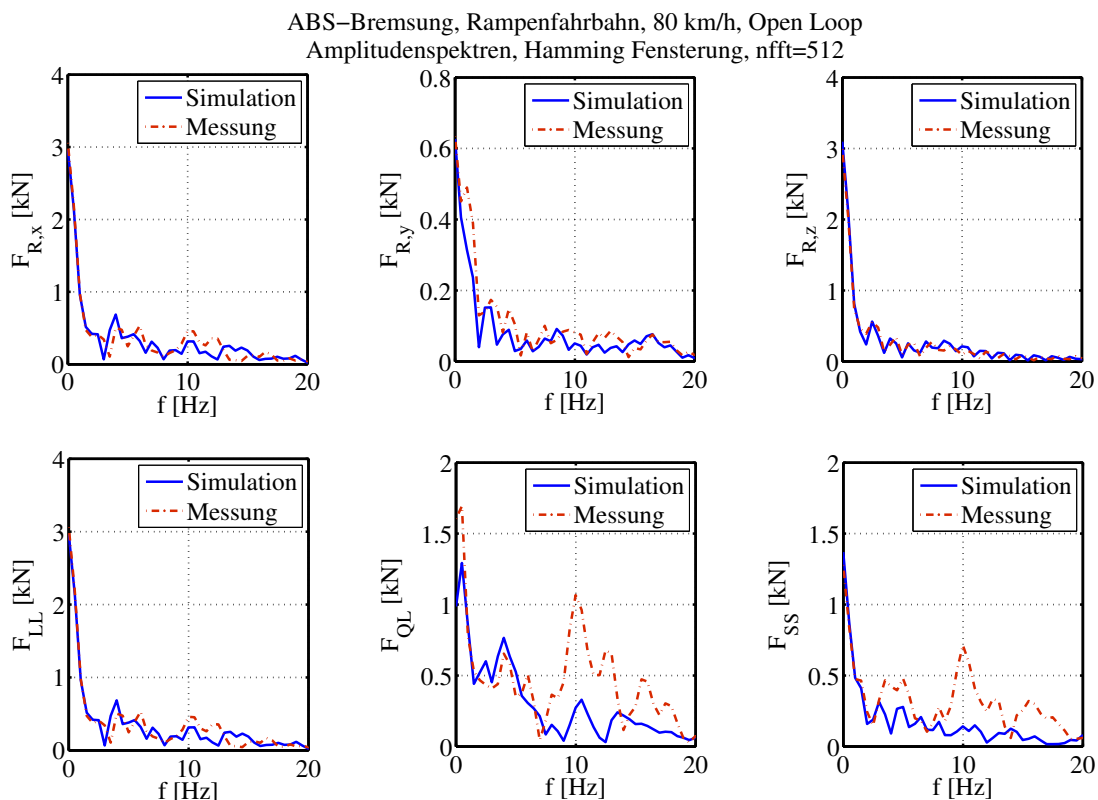 ABS−Bremsung, Rampenfahrbahn, 80 km/h, Open Loop
Amplitudenspektren, Hamming Fensterung, nfft=512
4
3
2
1
0
F_R,x [kN]
Simulation
Messung
0 10 20
f [Hz]
0.8
0.6
0.4
0.2
0
F_R,y [kN]
Simulation
Messung
0 10 20
f [Hz]
4
3
2
1
0
F_R,z [kN]
Simulation
Messung
0 10 20
f [Hz]
4
3
2
1
0
F_LL [kN]
Simulation
Messung
0 10 20
f [Hz]
2
1.5
1
0.5
0
F_QL [kN]
Simulation
Messung
0 10 20
f [Hz]
2
1.5
1
0.5
0
F_SS [kN]
Simulation
Messung
0 10 20
f [Hz]